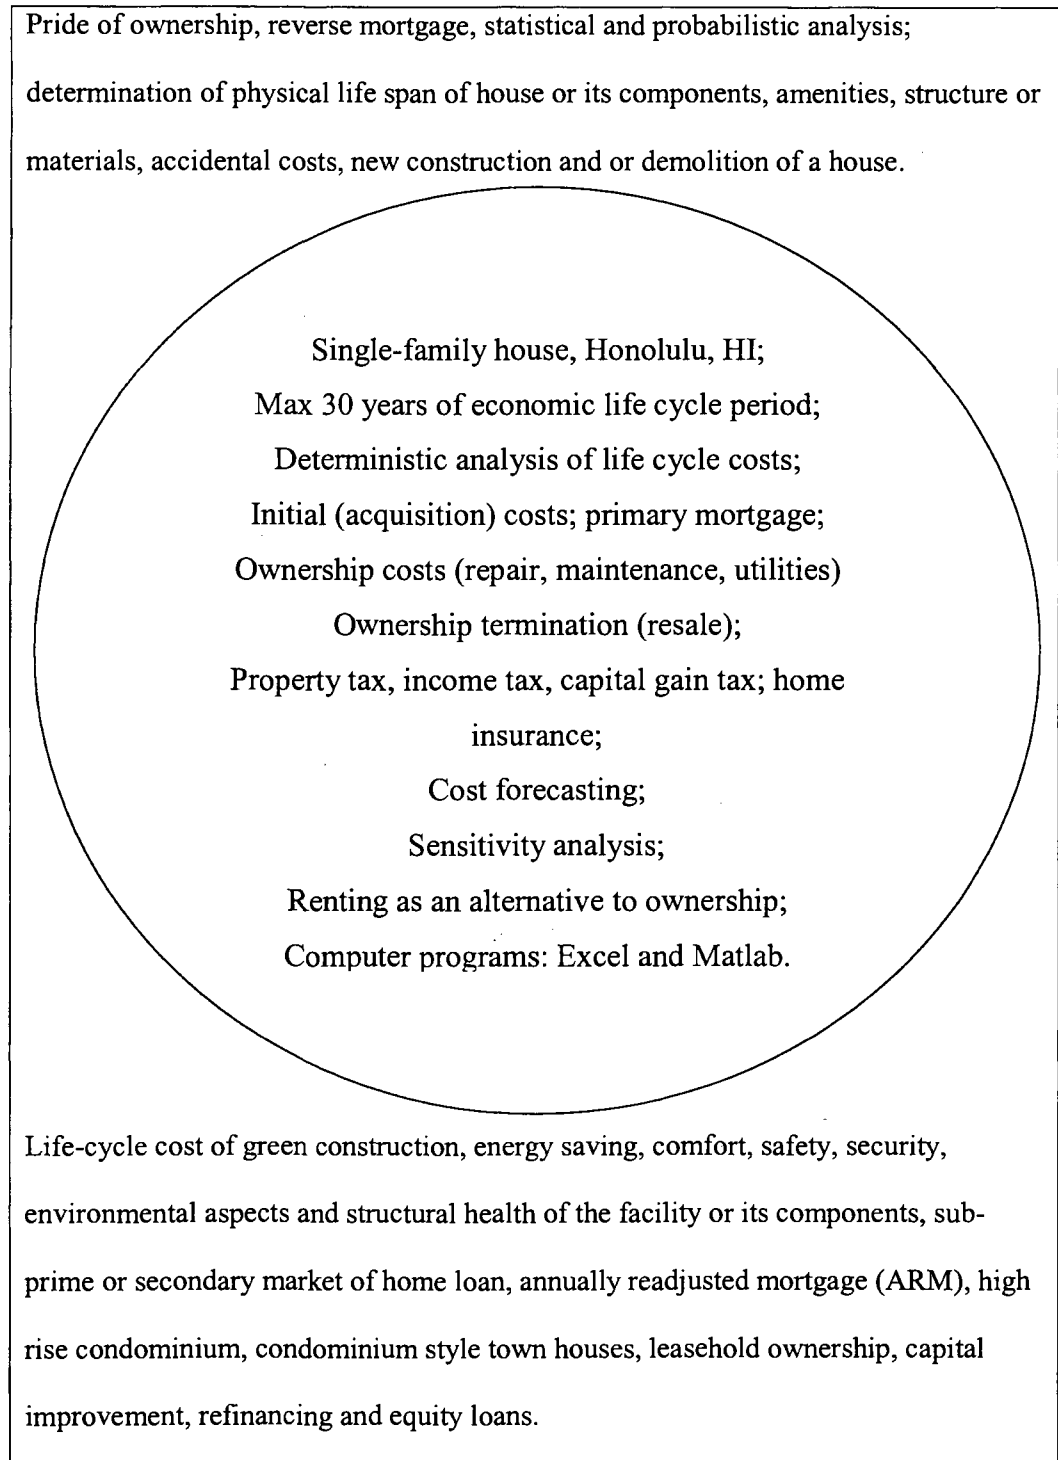 Pride of ownership, reverse mortgage, statistical and probabilistic analysis;
determination of physical life span of house or its components, amenities, structure or
materials, accidental costs, new construction and or demolition of a house.
Single-family house, Honolulu, HI;
Max 30 years of economic life cycle period;
Deterministic analysis of life cycle costs;
Initial (acquisition) costs; primary mortgage;
Ownership costs (repair, maintenance, utilities)
Ownership termination (resale);
Property tax, income tax, capital gain tax; home
insurance;
Cost forecasting;
Sensitivity analysis;
Renting as an alternative to ownership;
Computer programs: Excel and Matlab.
Life-cycle cost of green construction, energy saving, comfort, safety, security,
environmental aspects and structural health of the facility or its components, sub-
prime or secondary market of home loan, annually readjusted mortgage (ARM), high
rise condominium, condominium style town houses, leasehold ownership, capital
improvement, refinancing and equity loans.